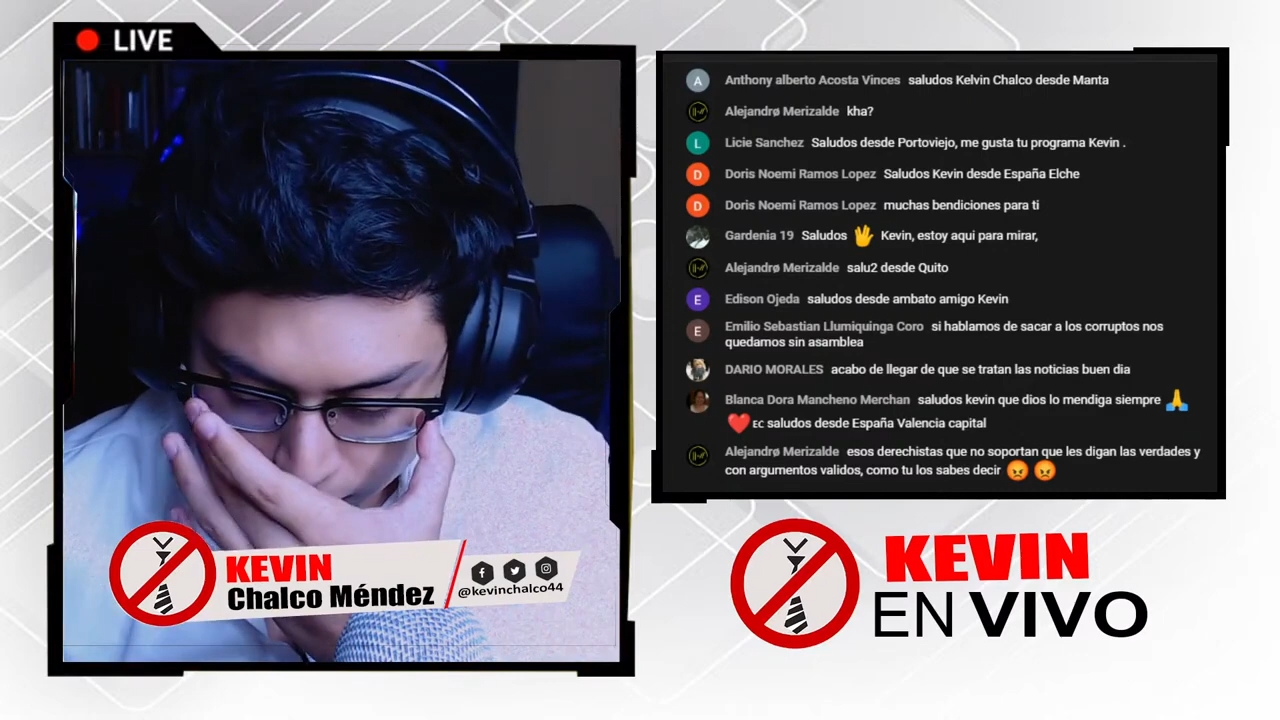 LIVE
KEVIN
Chalco Méndez
@kevinchalco44
A Anthony alberto Acosta Vinces saludos Kelvin Chalco desde Manta
Alejandrø Merizalde kha?
L Licie Sanchez Saludos desde Portoviejo, me gusta tu programa Kevin .
D Doris Noemi Ramos Lopez Saludos Kevin desde España Elche
D Doris Noemi Ramos Lopez muchas bendiciones para ti
Gardenia 19 Saludos 🖖 Kevin, estoy aqui para mirar,
Alejandrø Merizalde salu2 desde Quito
E Edison Ojeda saludos desde ambato amigo Kevin
E Emilio Sebastian Llumiquinga Coro si hablamos de sacar a los corruptos nos
quedamos sin asamblea
DARIO MORALES acabo de llegar de que se tratan las noticias buen dia
Blanca Dora Mancheno Merchan saludos kevin que dios lo mendiga siempre 🙏
❤️ EC saludos desde España Valencia capital
Alejandrø Merizalde esos derechistas que no soportan que les digan las verdades y
con argumentos validos, como tu los sabes decir 😡 😡
KEVIN
EN VIVO